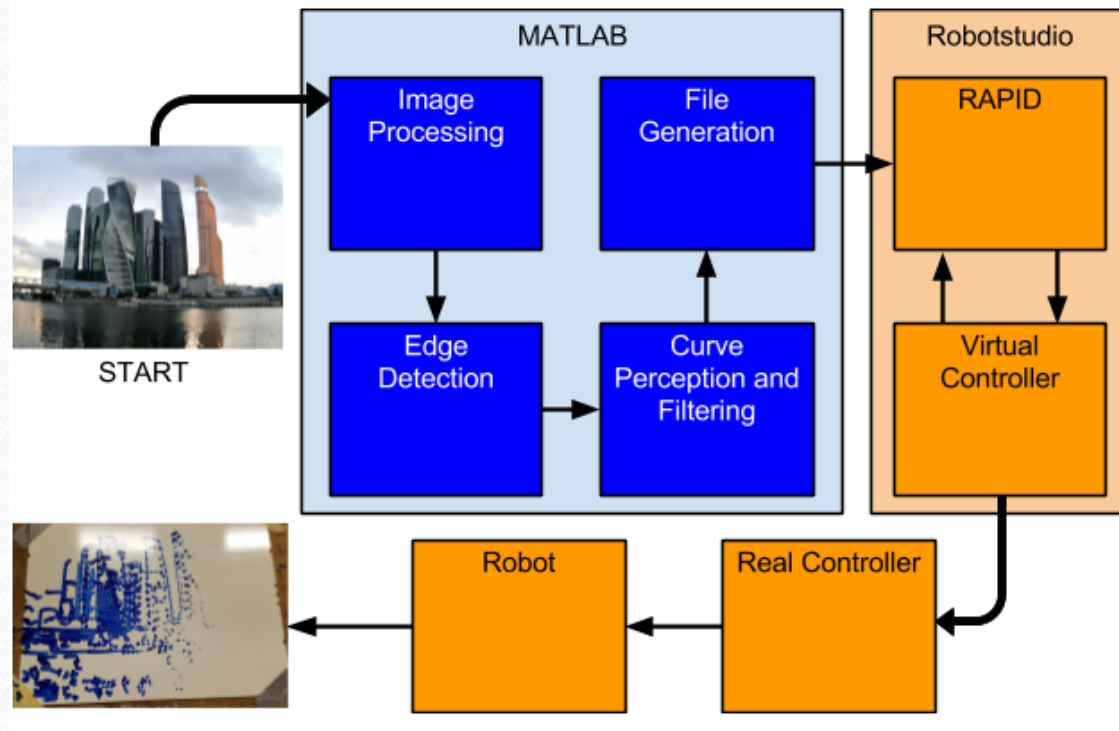 MATLAB
Robotstudio
Image
Processing
File
Generation
RAPID
START
Edge
Detection
Curve
Perception and
Filtering
Virtual
Controller
Robot
Real Controller